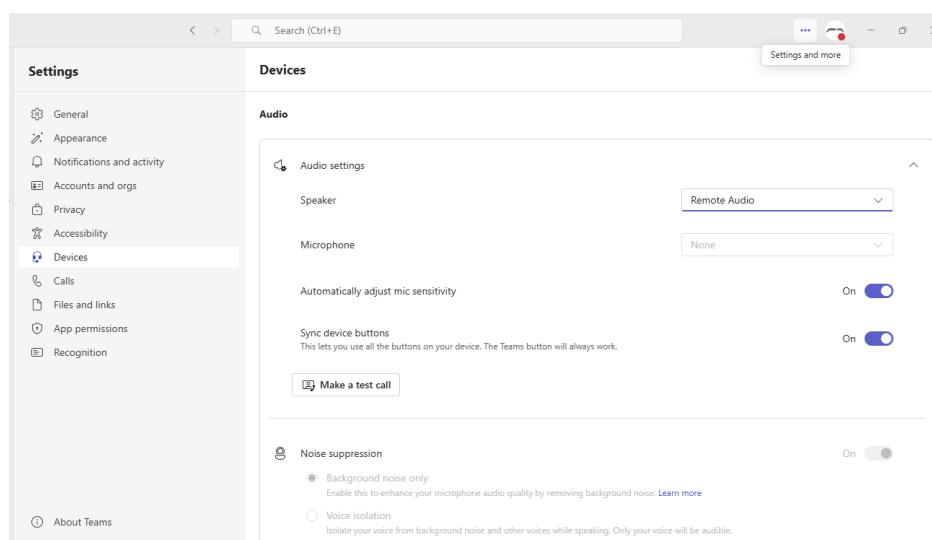 Search (Ctrl+E)
Settings and more
Settings
Devices
General
Appearance
Notifications and activity
Accounts and orgs
Privacy
Accessibility
Devices
Calls
Files and links
App permissions
Recognition
About Teams
Audio
Audio settings
Speaker
Remote Audio
Microphone
None
Automatically adjust mic sensitivity
On
Sync device buttons
On
This lets you use all the buttons on your device. The Teams button will always work.
Make a test call
Noise suppression
On
Background noise only
Enable this to enhance your microphone audio quality by removing background noise. Learn more
Voice isolation
Isolate your voice from background noise and other voices while speaking. Only your voice will be audible.